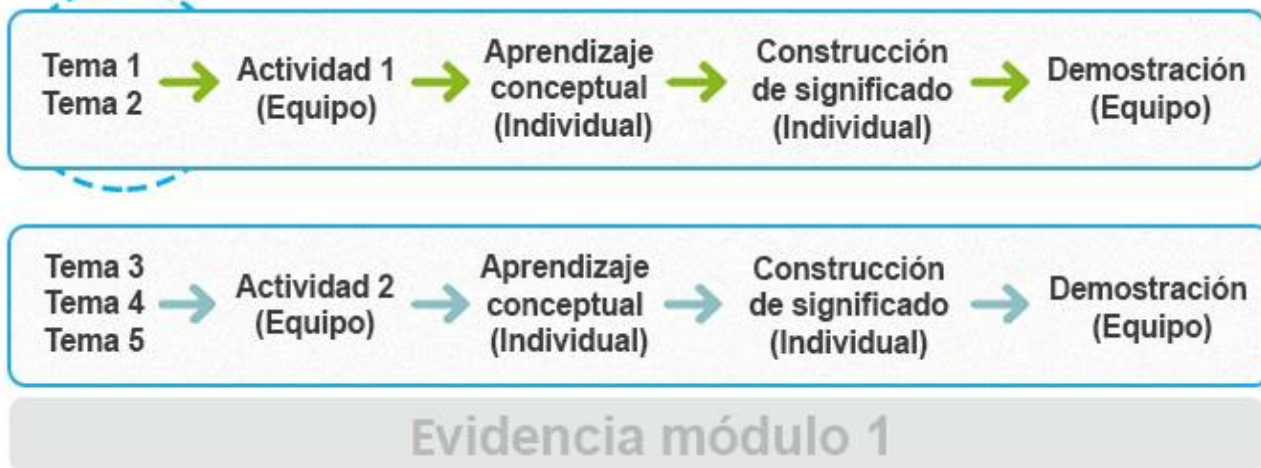 Tema 1
Tema 2
Actividad 1
(Equipo)
Aprendizaje
conceptual
(Individual)
Construcción
de significado
(Individual)
Demostración
(Equipo)
Tema 3
Tema 4
Tema 5
Actividad 2
(Equipo)
Aprendizaje
conceptual
(Individual)
Construcción
de significado
(Individual)
Demostración
(Equipo)
Evidencia módulo 1